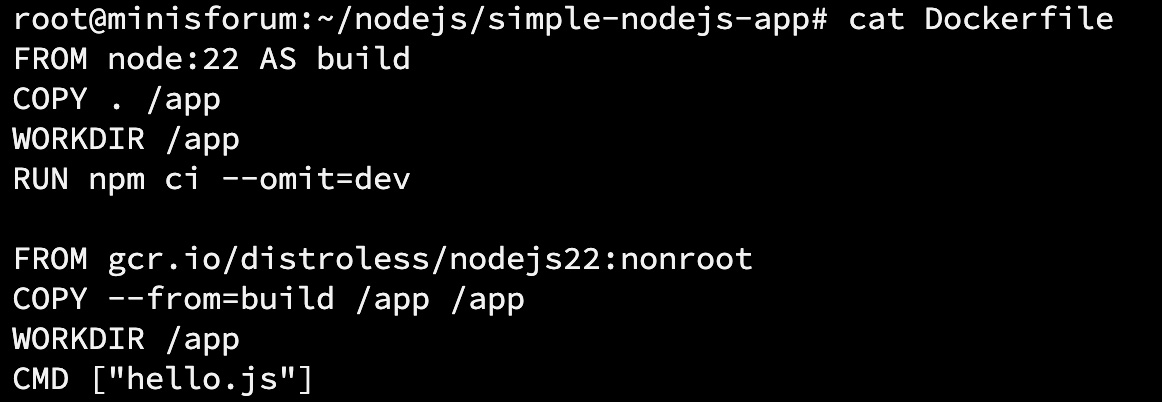 root@minisforum:~/nodejs/simple-nodejs-app# cat Dockerfile
FROM node:22 AS build
COPY . /app
WORKDIR /app
RUN npm ci --omit=dev
FROM gcr.io/distroless/nodejs22:nonroot
COPY --from=build /app /app
WORKDIR /app
CMD ["hello.js"]